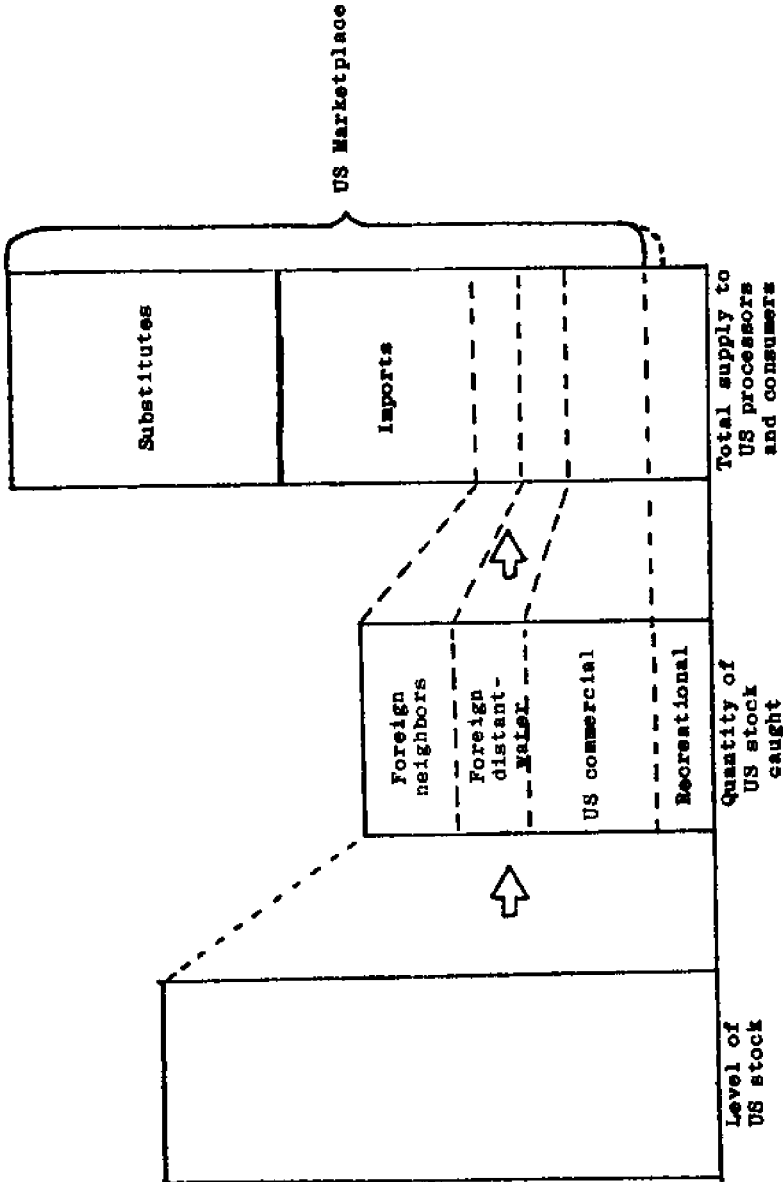 US Marketplace
Substitutes
Imports
Total supply to
US processors
and consumers
Foreign
neighbors
Foreign
distant-
water
US commercial
Recreational
Quantity of
US stock
caught
Level of
US stock